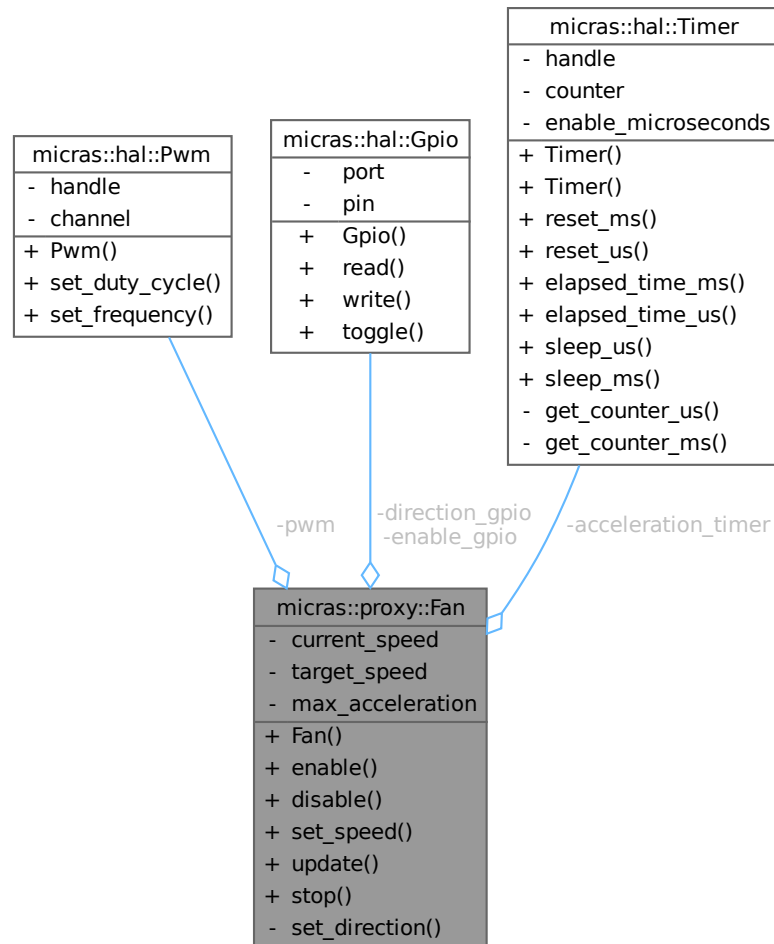 micras::hal::Timer
- handle
- counter
- enable_microseconds
+ Timer()
+ Timer()
+ reset_ms()
+ reset_us()
+ elapsed_time_ms()
+ elapsed_time_us()
+ sleep_us()
+ sleep_ms()
- get_counter_us()
- get_counter_ms()
micras::hal::Gpio
- port
- pin
+ Gpio()
+ read()
+ write()
+ toggle()
micras::hal::Pwm
- handle
- channel
+ Pwm()
+ set_duty_cycle()
+ set_frequency()
-pwm
-direction_gpio
-enable_gpio
-acceleration_timer
micras::proxy::Fan
- current_speed
- target_speed
- max_acceleration
+ Fan()
+ enable()
+ disable()
+ set_speed()
+ update()
+ stop()
- set_direction()